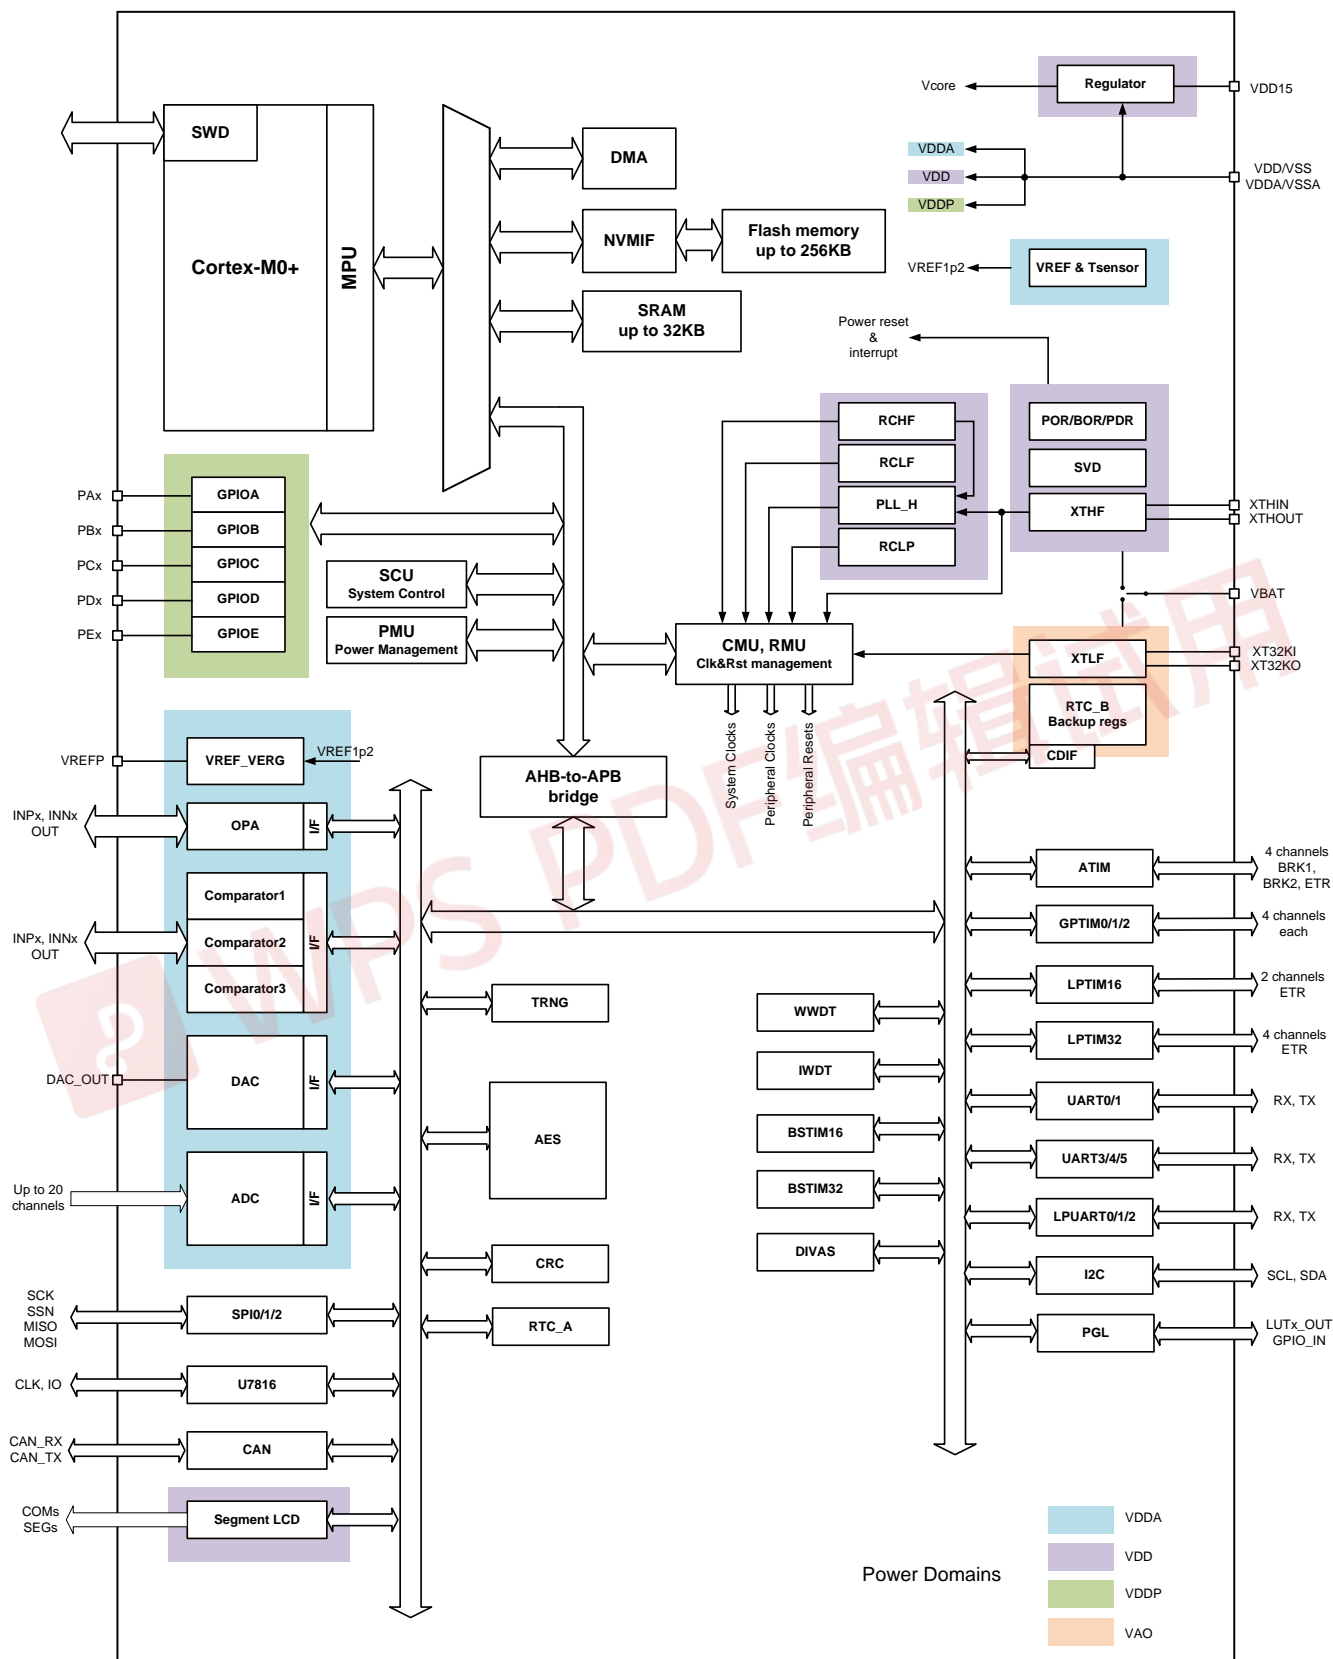 Regulator
Vcore
VDD15
SWD
DMA
VDDA
VDD
VDDP
VDD/VSS
VDDA/VSSA
Cortex-M0+
MPU
NVMIF
Flash memory
up to 256KB
VREF1p2
VREF & Tsensor
SRAM
up to 32KB
Power reset
&
interrupt
RCHF
RCLF
PLL_H
RCLP
POR/BOR/PDR
SVD
XTHF
XTHIN
XTHOUT
PAx
PBx
PCx
PDx
PEx
GPIOA
GPIOB
GPIOC
GPIOD
GPIOE
SCU
System Control
PMU
Power Management
CMU, RMU
Clk&Rst management
VBAT
XTLF
XT32KI
XT32KO
RTC_B
Backup regs
CDIF
System Clocks
Peripheral Clocks
Peripheral Resets
VREFP
VREF_VERG
VREF1p2
AHB-to-APB
bridge
INPx, INNx
OUT
OPA
I/F
Comparator1
Comparator2
Comparator3
I/F
INPx, INNx
OUT
DAC_OUT
DAC
I/F
Up to 20
channels
ADC
I/F
SCK
SSN
MISO
MOSI
SPI0/1/2
CLK, IO
U7816
CAN_RX
CAN_TX
CAN
COMs
SEGs
Segment LCD
TRNG
AES
CRC
RTC_A
WWDT
IWDT
BSTIM16
BSTIM32
DIVAS
ATIM
4 channels
BRK1,
BRK2, ETR
GPTIM0/1/2
4 channels
each
LPTIM16
2 channels
ETR
LPTIM32
4 channels
ETR
UART0/1
RX, TX
UART3/4/5
RX, TX
LPUART0/1/2
RX, TX
I2C
SCL, SDA
PGL
LUTx_OUT
GPIO_IN
Power Domains
VDDA
VDD
VDDP
VAO
WPS PDF编辑试用